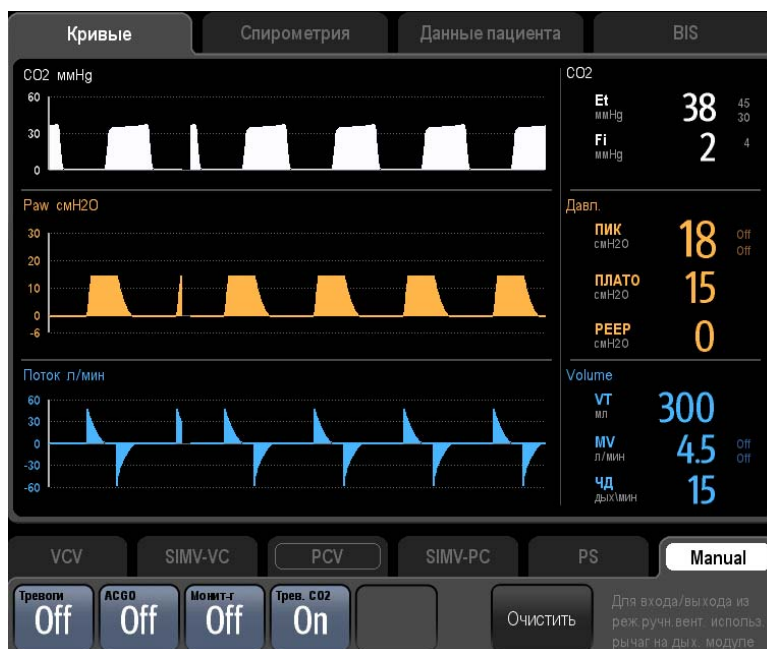 Кривые
Спирометрия
Данные пациента
BIS
CO2 ммHg
60
30
0
CO2
Et
ммHg
38
45
30
Fi
ммHg
2
4
Paw смH2O
30
20
10
0
-6
Давл.
ПИК
смH2O
18
Off
Off
ПЛАТО
смH2O
15
PEEP
смH2O
0
Поток л/мин
60
30
0
-30
-60
Volume
VT
мл
300
MV
л/мин
4.5
Off
Off
ЧД
дых\мин
15
VCV
SIMV-VC
PCV
SIMV-PC
PS
Manual
Тревоги
Off
ACGO
Off
Монит-г
Off
Трев. CO2
On
Очистить
Для входа/выхода из
реж.ручн.вент. использ.
рычаг на дых. модуле